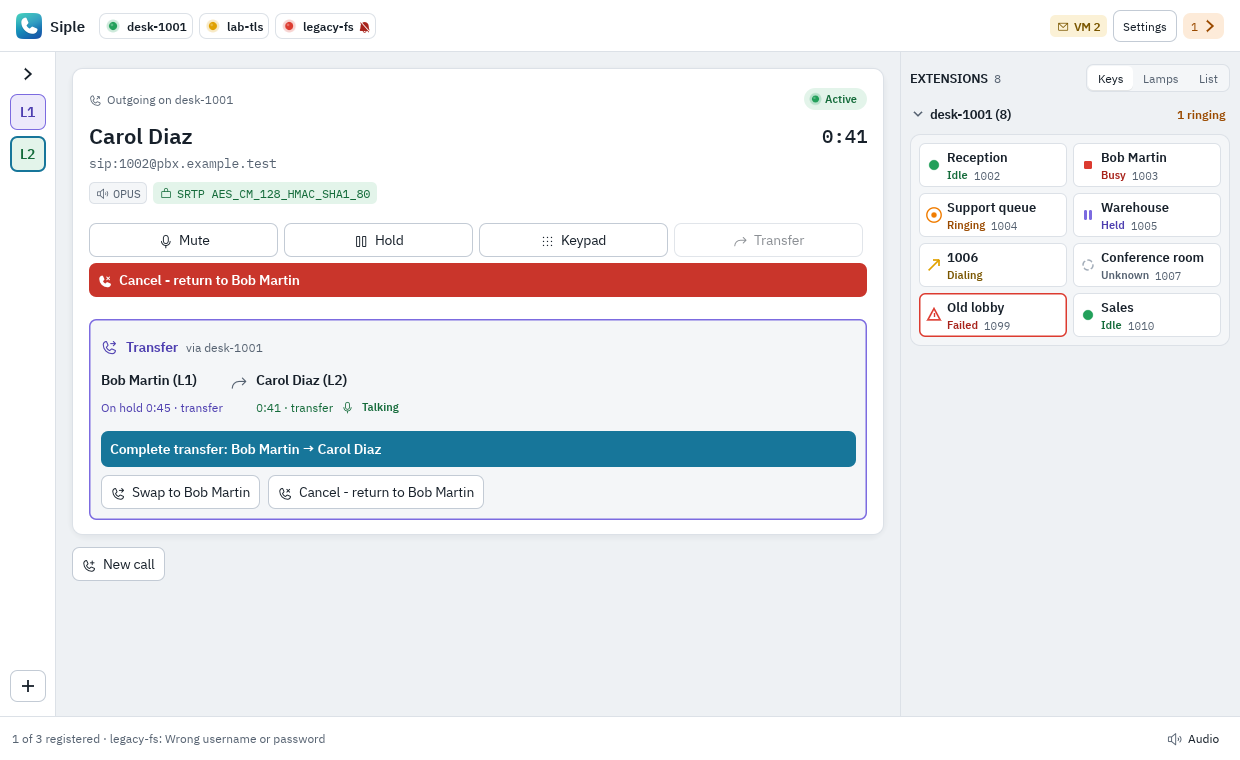 Siple
desk-1001
lab-tls
legacy-fs
VM 2
Settings
1
L1
L2
Outgoing on desk-1001
Active
Carol Diaz
0:41
sip:1002@pbx.example.test
OPUS
SRTP AES_CM_128_HMAC_SHA1_80
Mute
Hold
Keypad
Transfer
Cancel - return to Bob Martin
Transfer via desk-1001
Bob Martin (L1)
Carol Diaz (L2)
On hold 0:45 · transfer
0:41 · transfer
Talking
Complete transfer: Bob Martin → Carol Diaz
Swap to Bob Martin
Cancel - return to Bob Martin
New call
EXTENSIONS 8
Keys
Lamps
List
desk-1001 (8)
1 ringing
Reception
Idle 1002
Bob Martin
Busy 1003
Support queue
Ringing 1004
Warehouse
Held 1005
1006
Dialing
Conference room
Unknown 1007
Old lobby
Failed 1099
Sales
Idle 1010
1 of 3 registered · legacy-fs: Wrong username or password
Audio